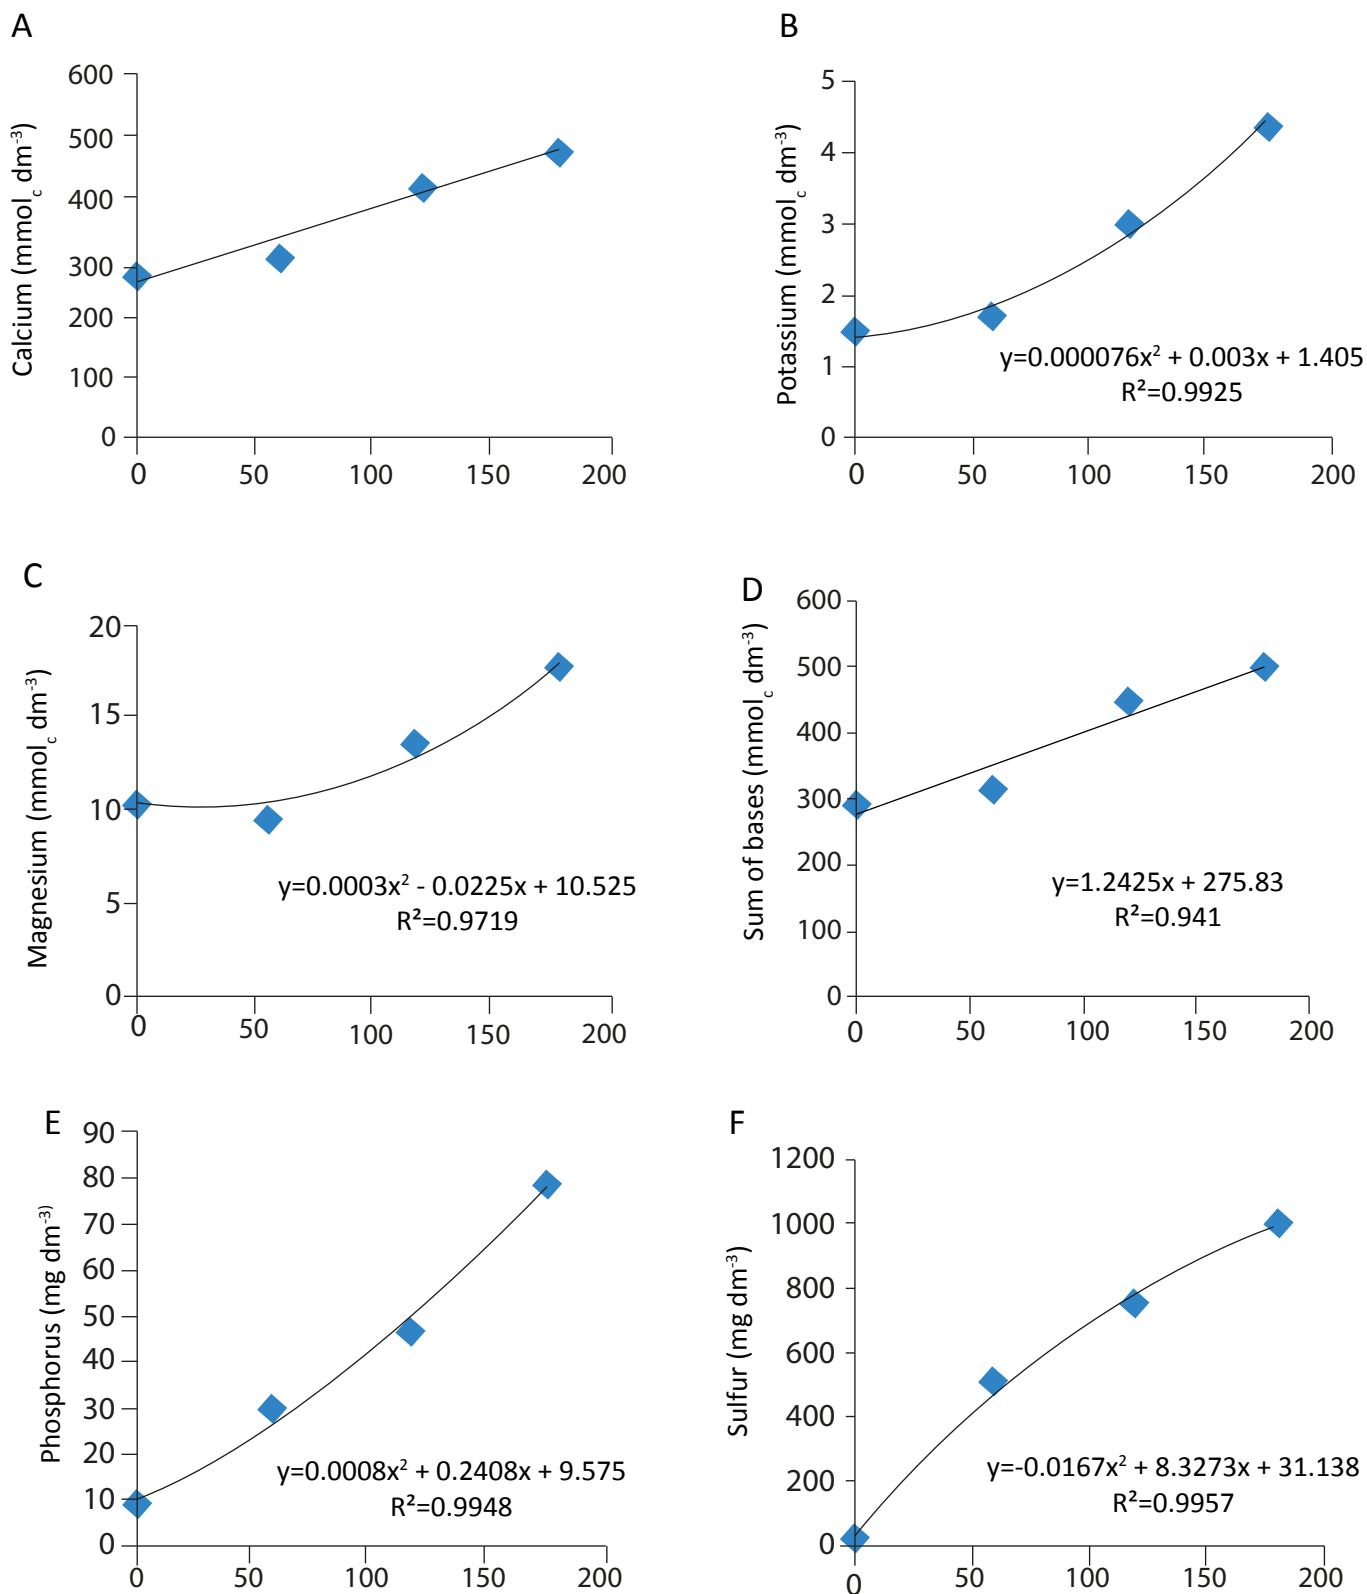 A
600
500
400
300
200
100
0
Calcium (mmol_c dm⁻³)
0 50 100 150 200
B
5
4
3
2
1
0
Potassium (mmol_c dm⁻³)
y=0.000076x² + 0.003x + 1.405
R²=0.9925
0 50 100 150 200
C
20
15
10
5
0
Magnesium (mmol_c dm⁻³)
y=0.0003x² - 0.0225x + 10.525
R²=0.9719
0 50 100 150 200
D
600
500
400
300
200
100
0
Sum of bases (mmol_c dm⁻³)
y=1.2425x + 275.83
R²=0.941
0 50 100 150 200
E
90
80
70
60
50
40
30
20
10
0
Phosphorus (mg dm⁻³⁾
y=0.0008x² + 0.2408x + 9.575
R²=0.9948
0 50 100 150 200
F
1200
1000
800
600
400
200
0
Sulfur (mg dm⁻³)
y=-0.0167x² + 8.3273x + 31.138
R²=0.9957
0 50 100 150 200